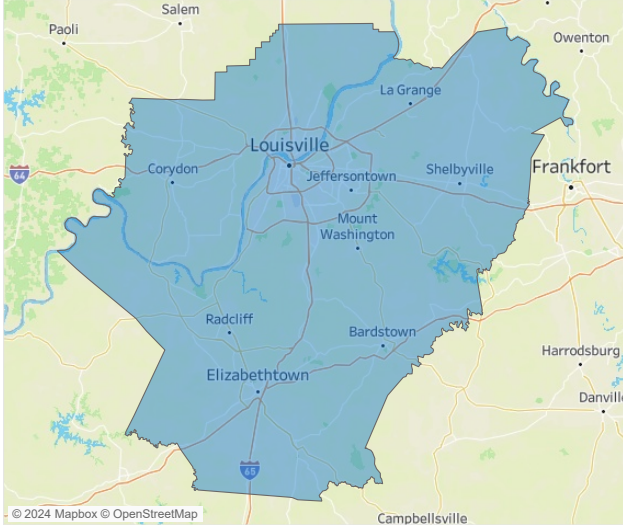 Salem
Paoli
Owenton
La Grange
Louisville
64
Corydon
Jeffersontown
Shelbyville
Frankfort
Mount
Washington
Radcliff
Bardstown
Harrodsburg
Elizabethtown
Danvill
65
© 2024 Mapbox © OpenStreetMap
Campbellsville